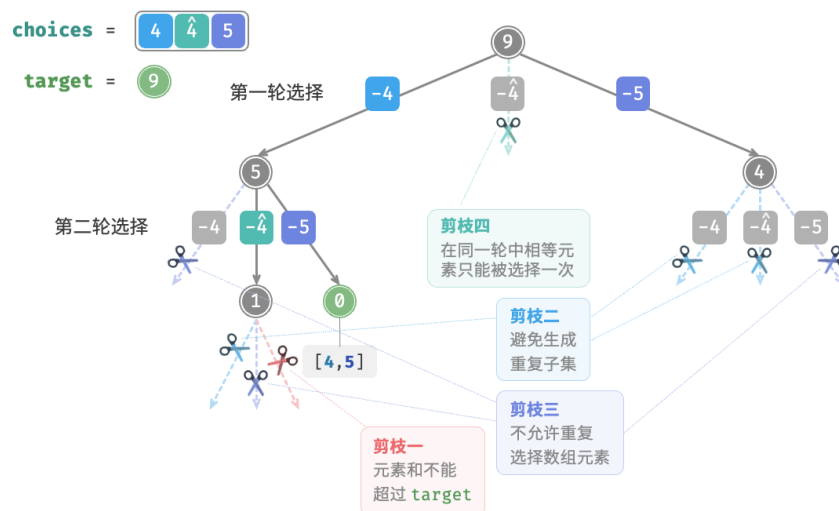 choices = 4 4̂ 5
target = 9
9
第一轮选择
-4 -4̂ -5
5 4
第二轮选择
-4 -4̂ -5 -4 -4̂ -5
剪枝四
在同一轮中相等元
素只能被选择一次
1 0
[4,5]
剪枝二
避免生成
重复子集
剪枝三
不允许重复
选择数组元素
剪枝一
元素和不能
超过 target